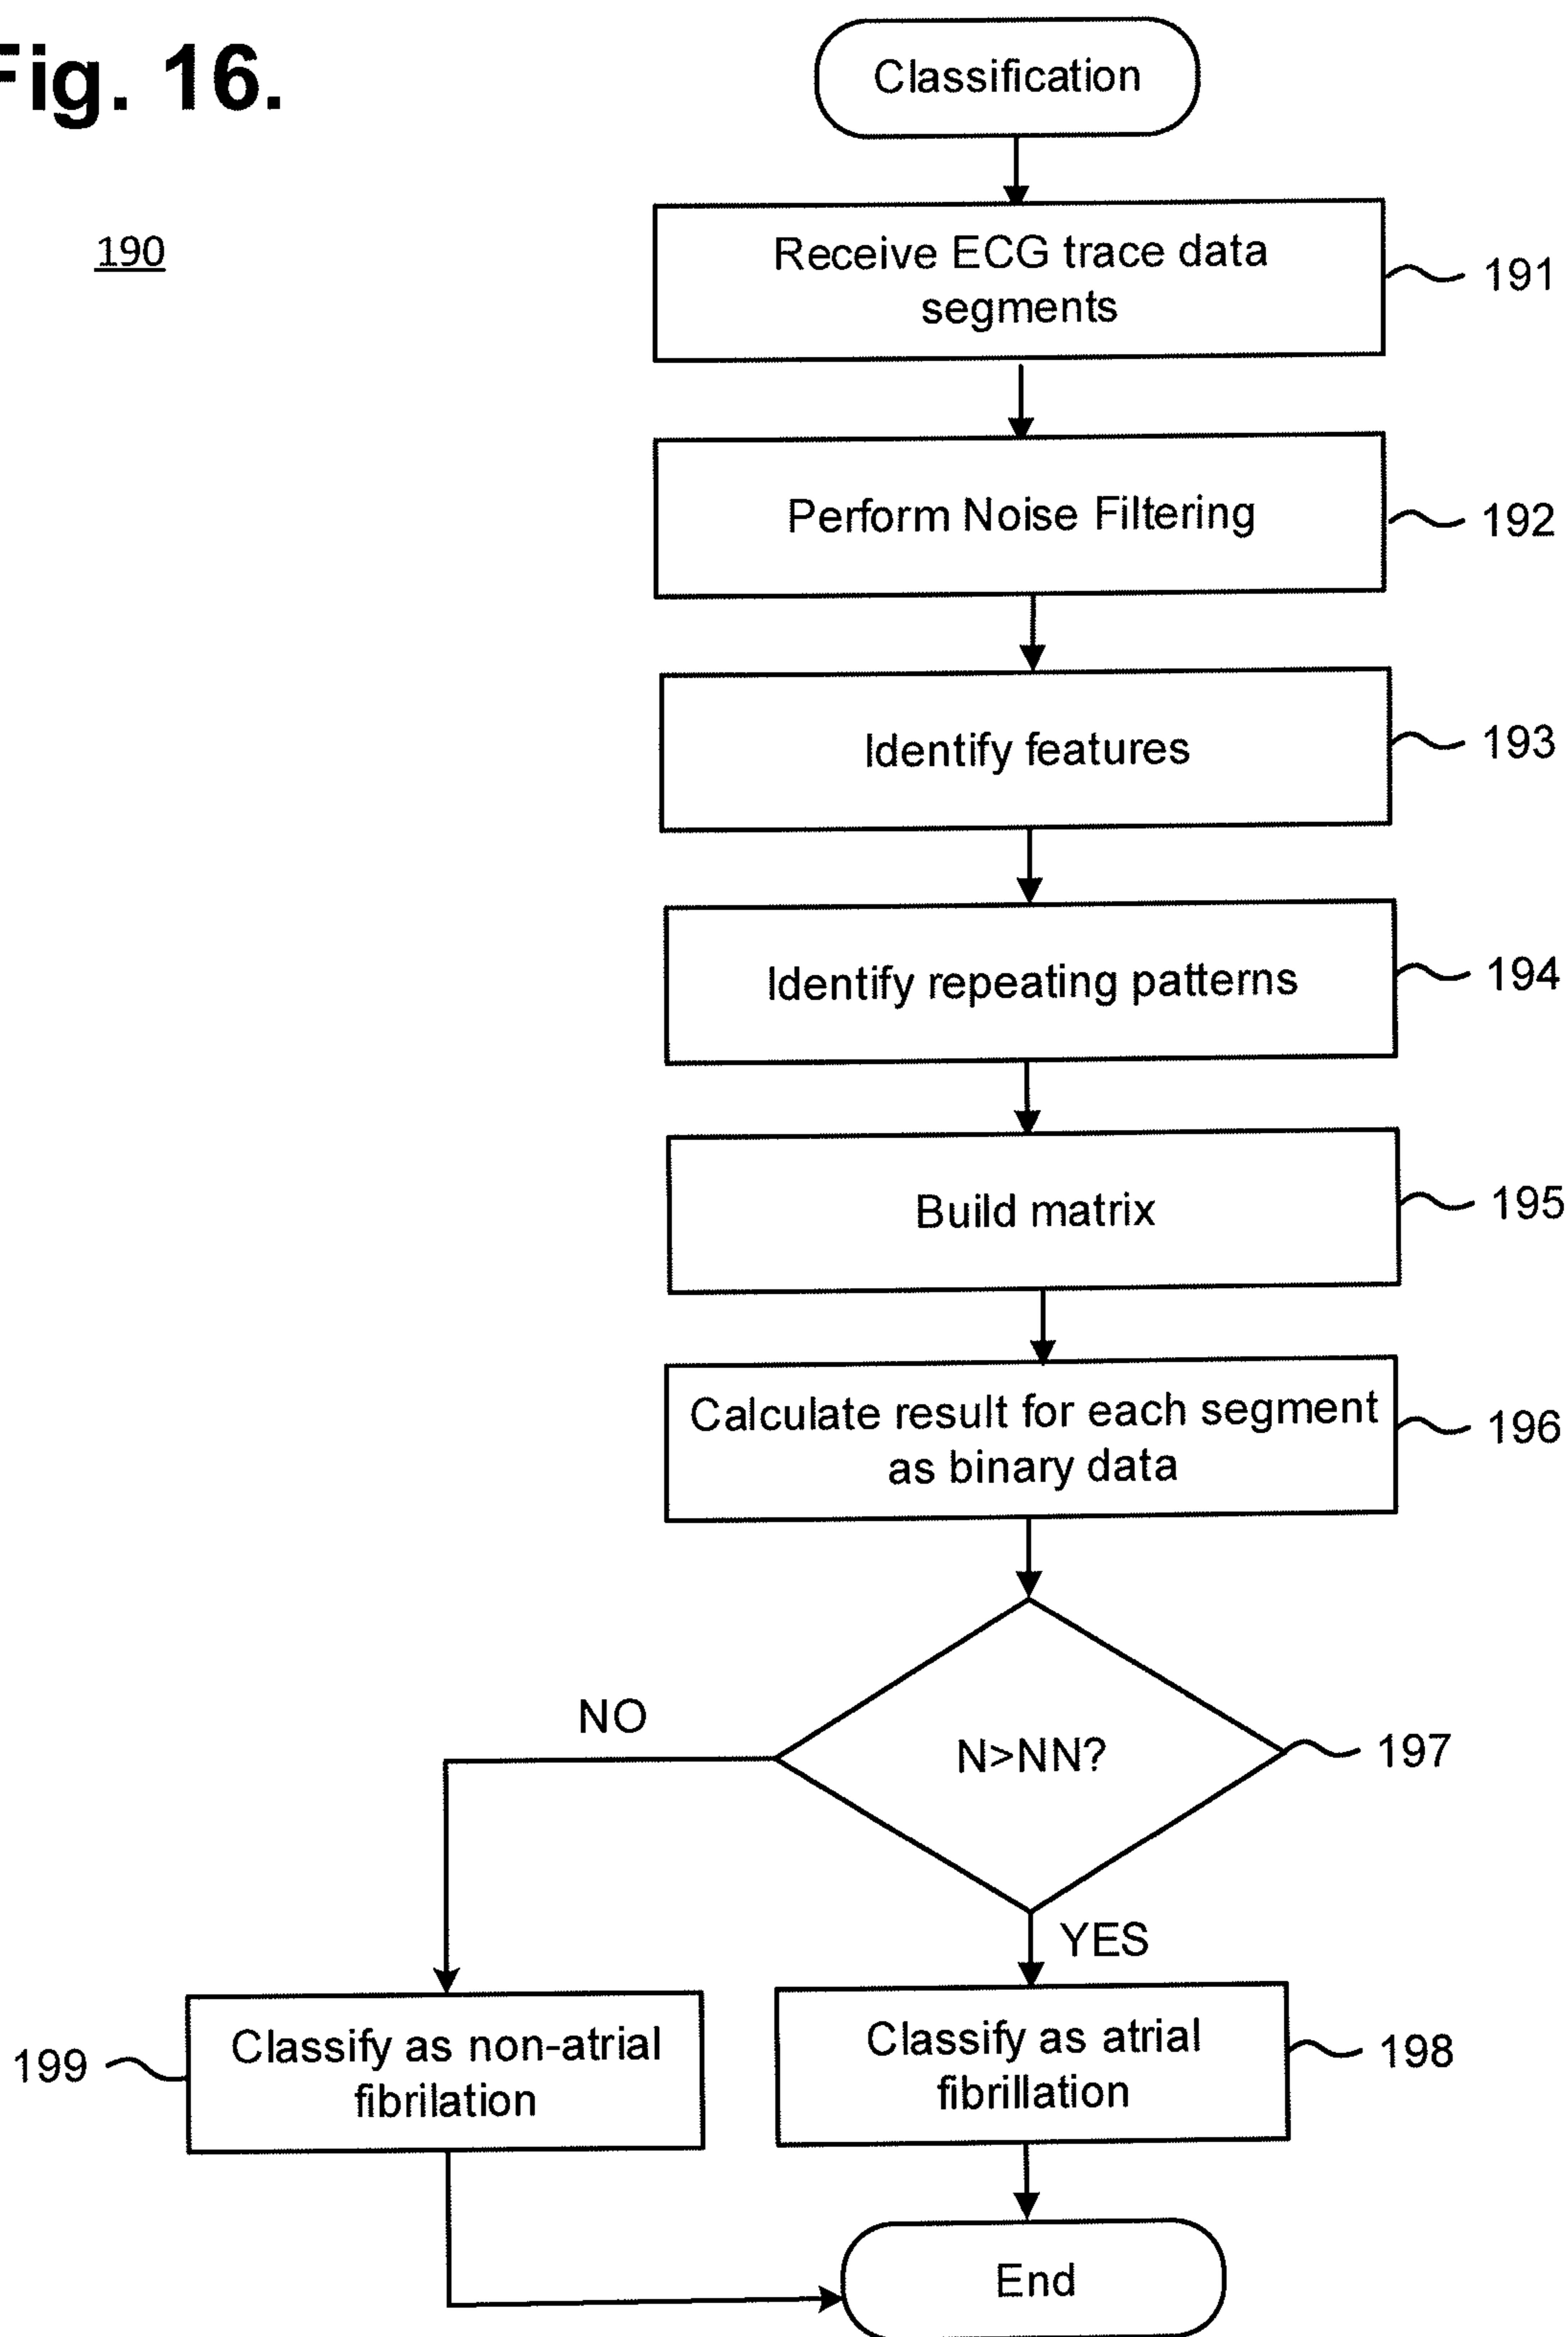 Fig. 16.
190
Classification
Receive ECG trace data
segments
191
Perform Noise Filtering
192
Identify features
193
Identify repeating patterns
194
Build matrix
195
Calculate result for each segment
as binary data
196
N>NN?
197
NO
YES
Classify as non-atrial
fibrilation
199
Classify as atrial
fibrillation
198
End